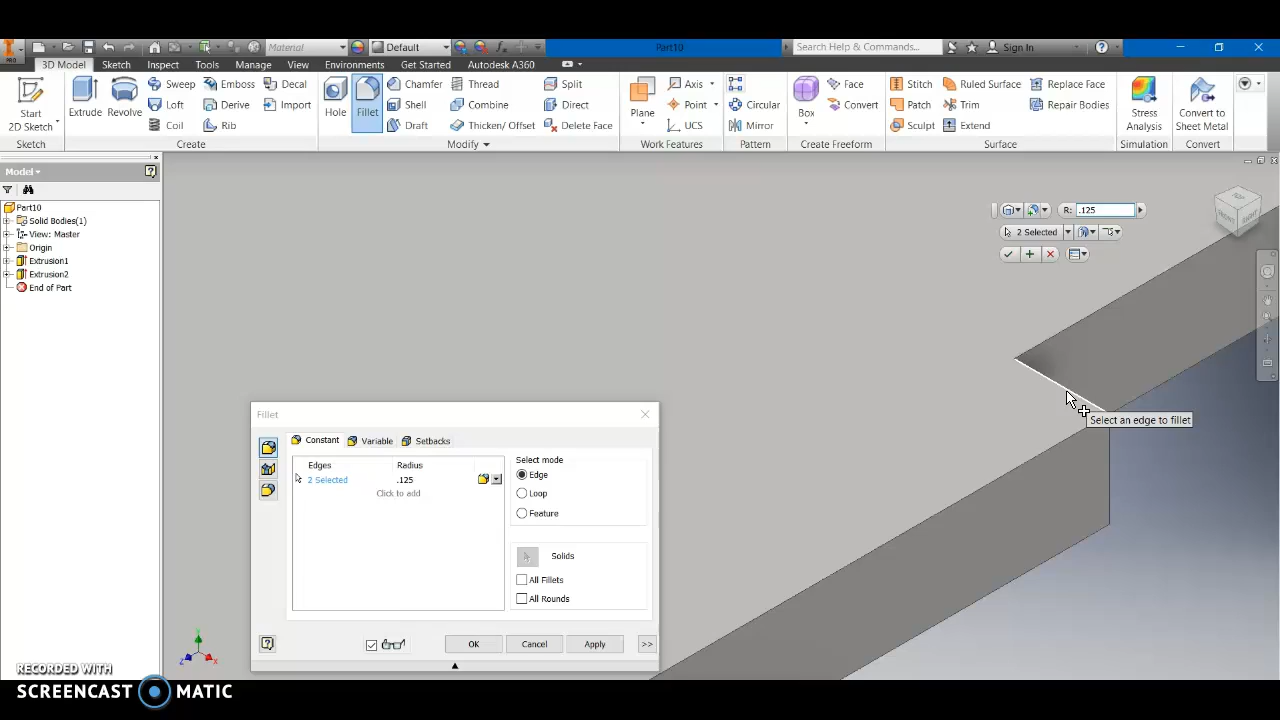 PRO
Material
Default
fx
Part10
Search Help & Commands...
Sign In
3D Model
Sketch
Inspect
Tools
Manage
View
Environments
Get Started
Autodesk A360
Start
2D Sketch
Sketch
Extrude
Revolve
Sweep
Loft
Coil
Emboss
Derive
Rib
Decal
Import
Create
Hole
Fillet
Chamfer
Shell
Draft
Thread
Combine
Thicken/ Offset
Split
Direct
Delete Face
Modify
Plane
Axis
Point
UCS
Work Features
Circular
Mirror
Pattern
Box
Face
Convert
Create Freeform
Stitch
Patch
Sculpt
Ruled Surface
Trim
Extend
Replace Face
Repair Bodies
Surface
Stress
Analysis
Simulation
Convert to
Sheet Metal
Convert
Model
Part10
Solid Bodies(1)
View: Master
Origin
Extrusion1
Extrusion2
End of Part
R: .125
2 Selected
TOP
FRONT
RIGHT
Select an edge to fillet
Fillet
Constant
Variable
Setbacks
Edges Radius
2 Selected .125
Click to add
Select mode
Edge
Loop
Feature
Solids
All Fillets
All Rounds
OK
Cancel
Apply
>>
Z
X
RECORDED WITH
SCREENCAST MATIC